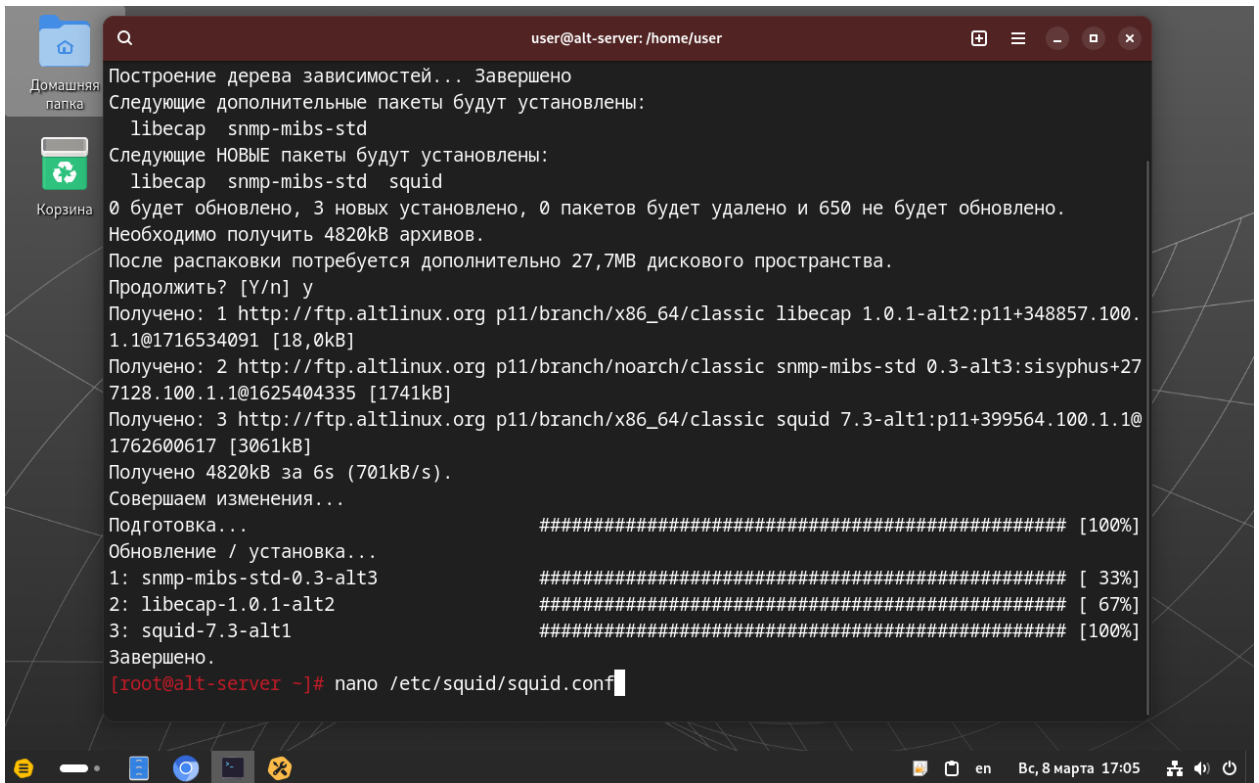 user@alt-server: /home/user
Домашняя
папка
Корзина
Построение дерева зависимостей... Завершено
Следующие дополнительные пакеты будут установлены:
libecap snmp-mibs-std
Следующие НОВЫЕ пакеты будут установлены:
libecap snmp-mibs-std squid
0 будет обновлено, 3 новых установлено, 0 пакетов будет удалено и 650 не будет обновлено.
Необходимо получить 4820kB архивов.
После распаковки потребуется дополнительно 27,7MB дискового пространства.
Продолжить? [Y/n] y
Получено: 1 http://ftp.altlinux.org p11/branch/x86_64/classic libecap 1.0.1-alt2:p11+348857.100.
1.1@1716534091 [18,0kB]
Получено: 2 http://ftp.altlinux.org p11/branch/noarch/classic snmp-mibs-std 0.3-alt3:sisyphus+27
7128.100.1.1@1625404335 [1741kB]
Получено: 3 http://ftp.altlinux.org p11/branch/x86_64/classic squid 7.3-alt1:p11+399564.100.1.1@
1762600617 [3061kB]
Получено 4820kB за 6s (701kB/s).
Совершаем изменения...
Подготовка... ################################################# [100%]
Обновление / установка...
1: snmp-mibs-std-0.3-alt3 ################################################# [ 33%]
2: libecap-1.0.1-alt2 ################################################# [ 67%]
3: squid-7.3-alt1 ################################################# [100%]
Завершено.
[root@alt-server ~]# nano /etc/squid/squid.conf
en Вс, 8 марта 17:05